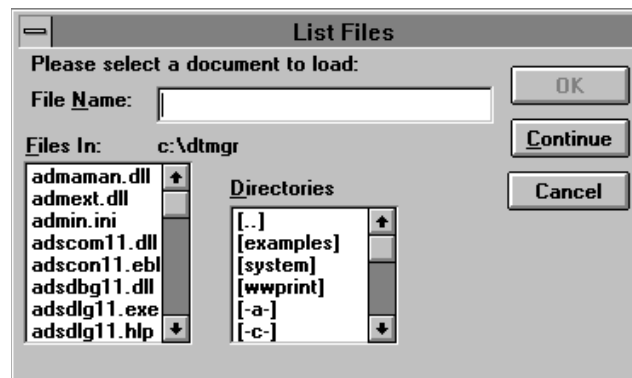 List Files
Please select a document to load:
File Name:
OK
Files In: c:\dtmgr
Continue
Cancel
admaman.dll
admext.dll
admin.ini
adscom11.dll
adscon11.ebl
adsdbg11.dll
adsdlg11.exe
adsdlg11.hlp
Directories
[..]
[examples]
[system]
[wwprint]
[-a-]
[-c-]